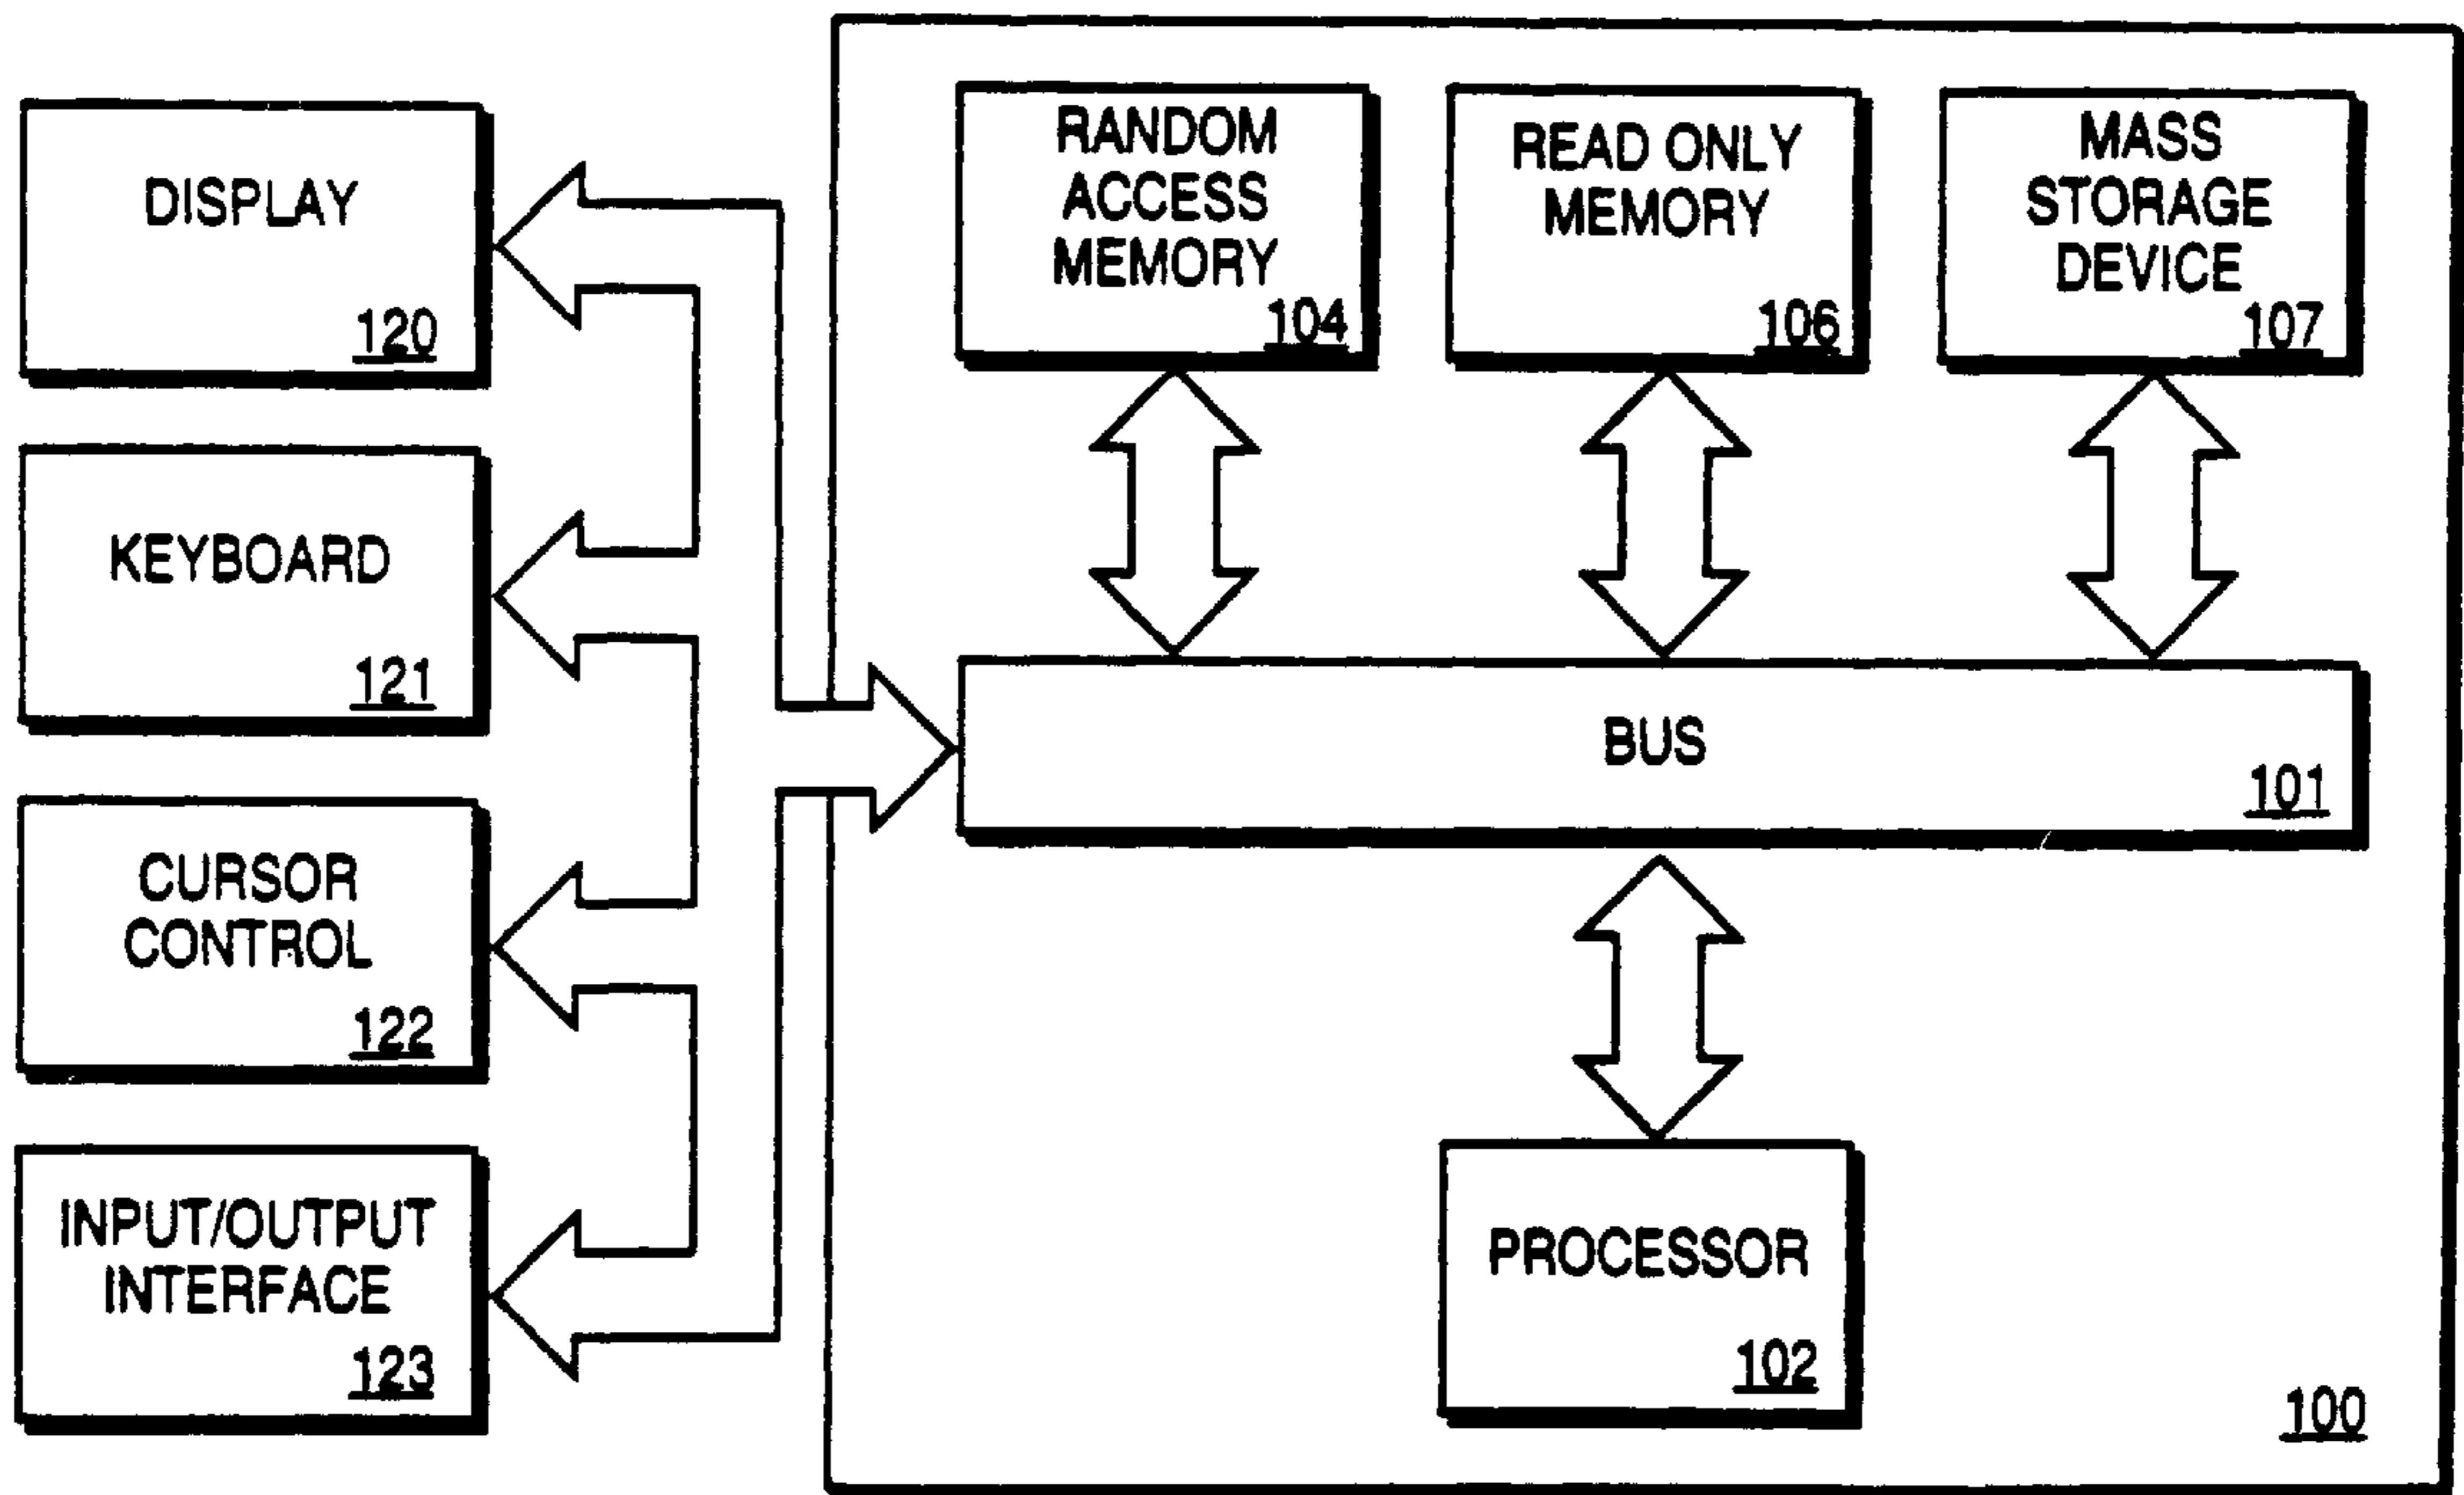 DISPLAY
120
KEYBOARD
121
CURSOR
CONTROL
122
INPUT/OUTPUT
INTERFACE
123
RANDOM
ACCESS
MEMORY
104
READ ONLY
MEMORY
106
MASS
STORAGE
DEVICE
107
BUS
101
PROCESSOR
102
100